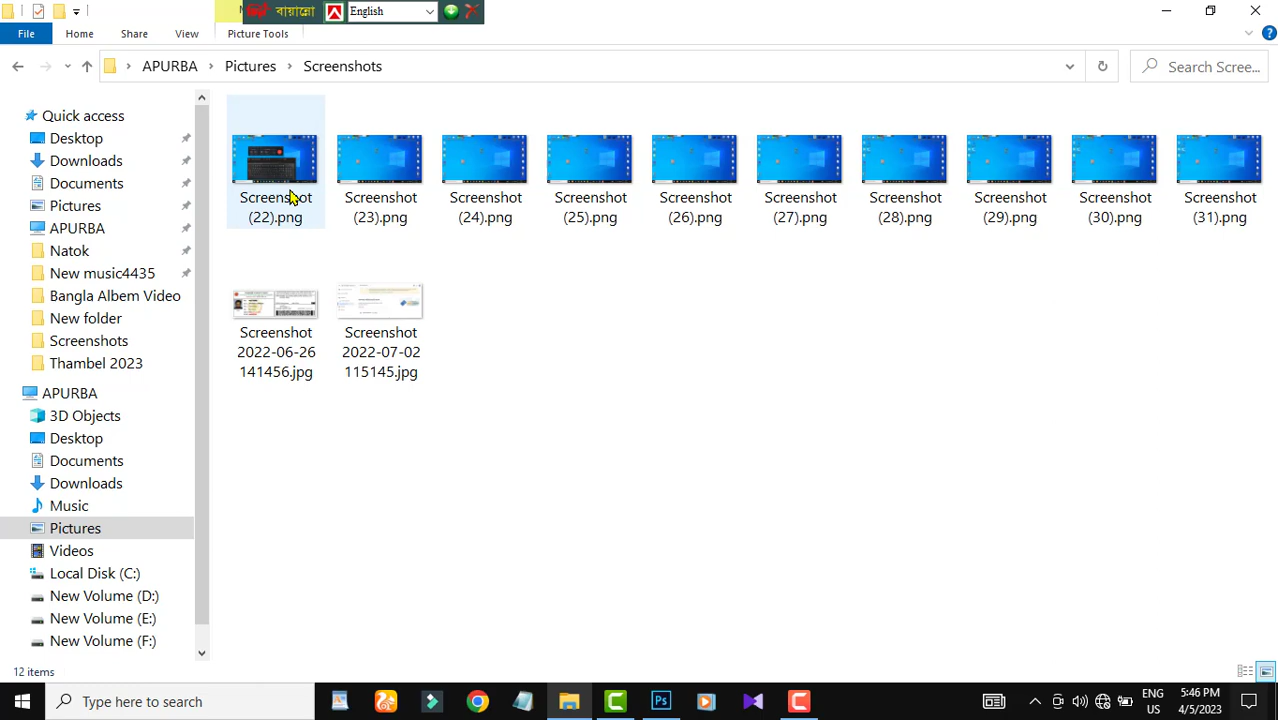 বায়ান্নো English
File Home Share View Picture Tools
APURBA Pictures Screenshots Search Scree...
Quick access
Desktop
Downloads
Documents
Pictures
APURBA
Natok
New music4435
Bangla Albem Video
New folder
Screenshots
Thambel 2023
APURBA
3D Objects
Desktop
Documents
Downloads
Music
Pictures
Videos
Local Disk (C:)
New Volume (D:)
New Volume (E:)
New Volume (F:)
Screenshot
(22).png
Screenshot
(23).png
Screenshot
(24).png
Screenshot
(25).png
Screenshot
(26).png
Screenshot
(27).png
Screenshot
(28).png
Screenshot
(29).png
Screenshot
(30).png
Screenshot
(31).png
Screenshot
2022-06-26
141456.jpg
Screenshot
2022-07-02
115145.jpg
12 items
Type here to search
Ps
ENG
US
5:46 PM
4/5/2023